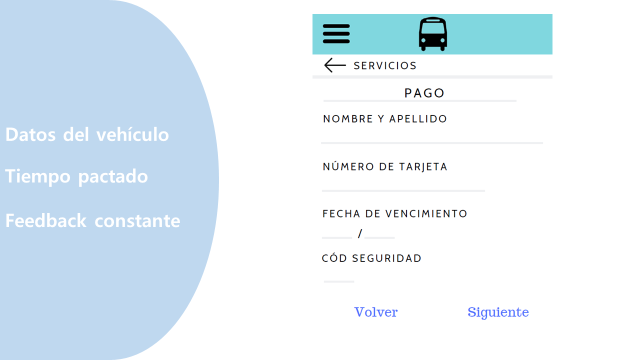 Datos del vehículo
Tiempo pactado
Feedback constante
SERVICIOS
PAGO
NOMBRE Y APELLIDO
NÚMERO DE TARJETA
FECHA DE VENCIMIENTO
/
CÓD SEGURIDAD
Volver Siguiente